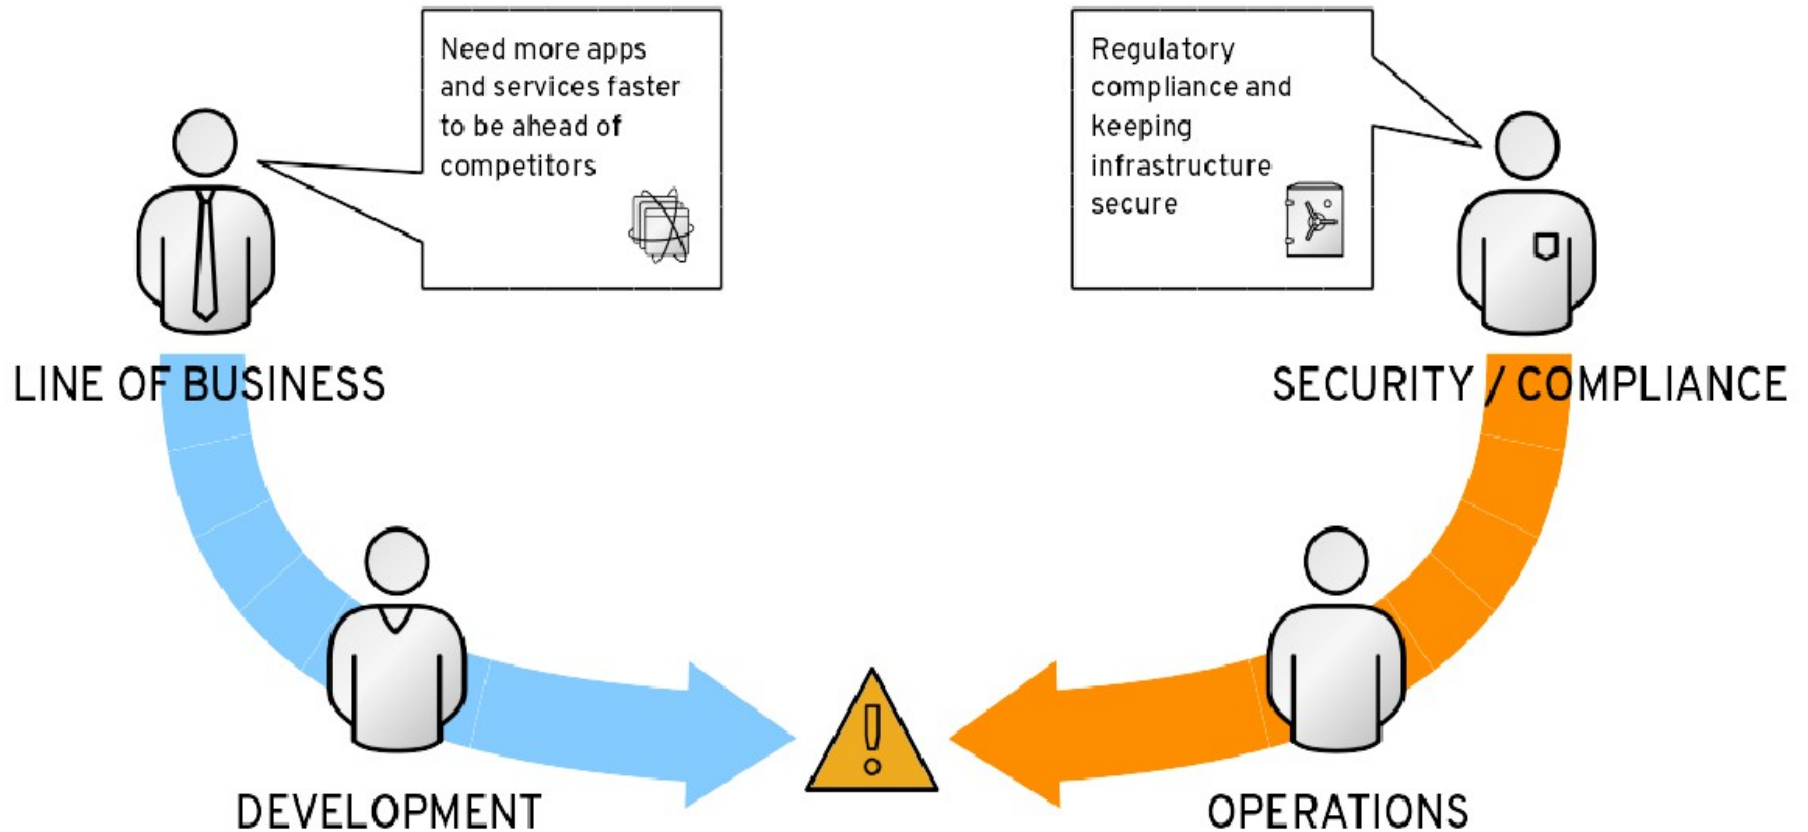 Need more apps
and services faster
to be ahead of
competitors
Regulatory
compliance and
keeping
infrastructure
secure
LINE OF BUSINESS
SECURITY / COMPLIANCE
DEVELOPMENT
OPERATIONS